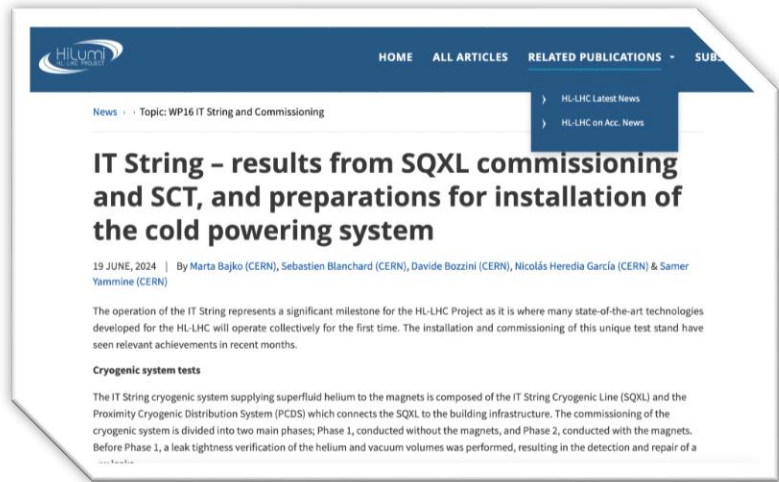 HiLumi
HL-LHC PROJECT
HOME ALL ARTICLES RELATED PUBLICATIONS
HL-LHC Latest News
HL-LHC on Acc. News
News › › Topic: WP16 IT String and Commissioning
IT String – results from SQXL commissioning
and SCT, and preparations for installation of
the cold powering system
19 JUNE, 2024 | By Marta Bajko (CERN), Sebastien Blanchard (CERN), Davide Bozzini (CERN), Nicolás Heredia García (CERN) & Samer
Yammine (CERN)
The operation of the IT String represents a significant milestone for the HL-LHC Project as it is where many state-of-the-art technologies
developed for the HL-LHC will operate collectively for the first time. The installation and commissioning of this unique test stand have
seen relevant achievements in recent months.
Cryogenic system tests
The IT String cryogenic system supplying superfluid helium to the magnets is composed of the IT String Cryogenic Line (SQXL) and the
Proximity Cryogenic Distribution System (PCDS) which connects the SQXL to the building infrastructure. The commissioning of the
cryogenic system is divided into two main phases; Phase 1, conducted without the magnets, and Phase 2, conducted with the magnets.
Before Phase 1, a leak tightness verification of the helium and vacuum volumes was performed, resulting in the detection and repair of a